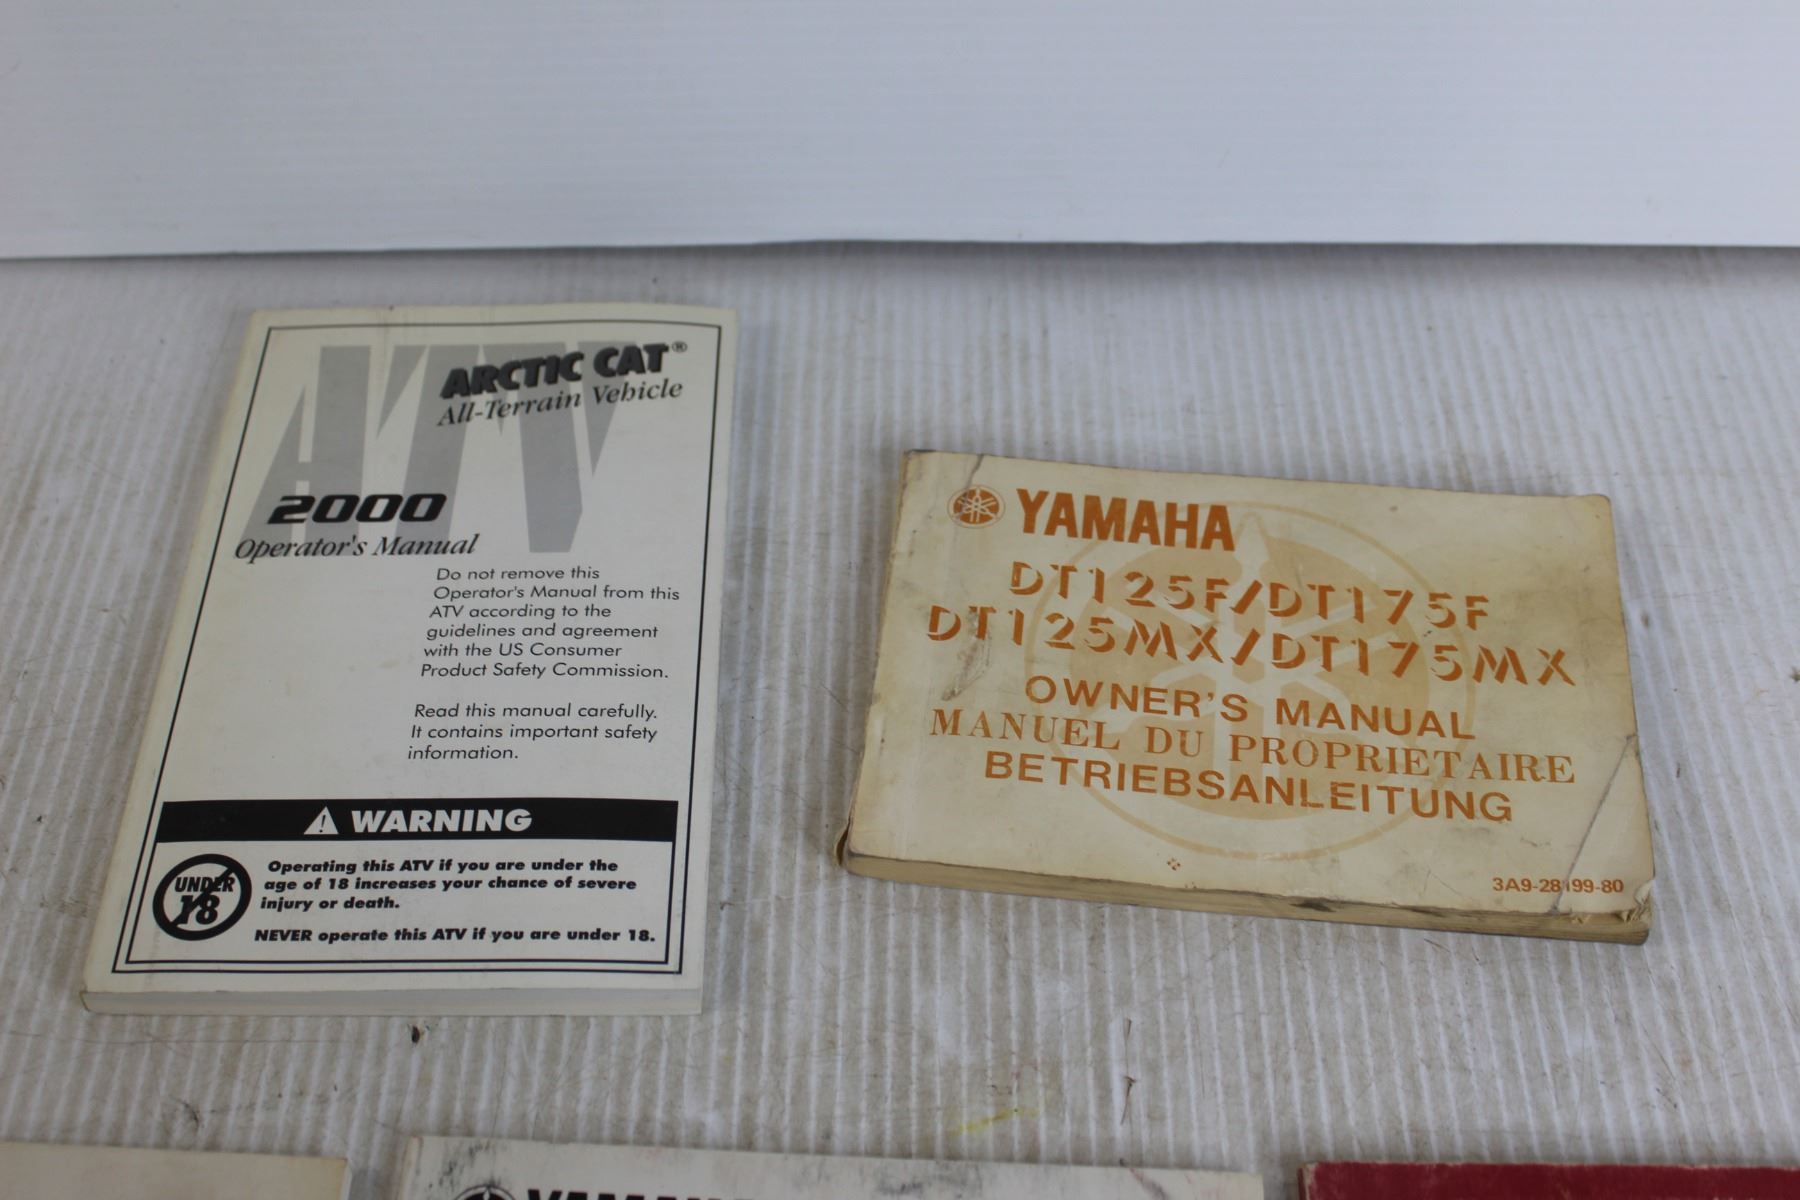 ATV
ARCTIC CAT®
All-Terrain Vehicle
2000
Operator's Manual
Do not remove this
Operator's Manual from this
ATV according to the
guidelines and agreement
with the US Consumer
Product Safety Commission.
Read this manual carefully.
It contains important safety
information.
WARNING
UNDER
18
Operating this ATV if you are under the
age of 18 increases your chance of severe
injury or death.
NEVER operate this ATV if you are under 18.
YAMAHA
DT125F/DT175F
DT125MX/DT175MX
OWNER'S MANUAL
MANUEL DU PROPRIETAIRE
BETRIEBSANLEITUNG
3A9-28199-80
YAMAHA